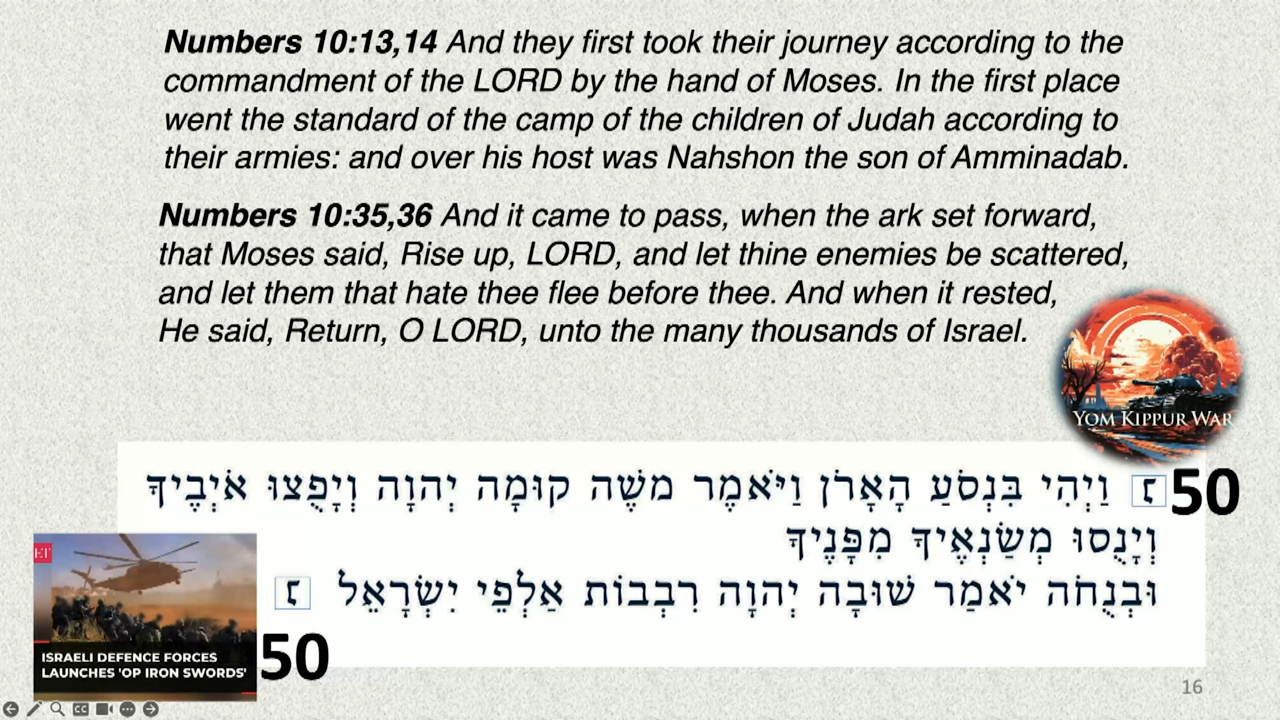 Numbers 10:13,14 And they first took their journey according to the
commandment of the LORD by the hand of Moses. In the first place
went the standard of the camp of the children of Judah according to
their armies: and over his host was Nahshon the son of Amminadab.
Numbers 10:35,36 And it came to pass, when the ark set forward,
that Moses said, Rise up, LORD, and let thine enemies be scattered,
and let them that hate thee flee before thee. And when it rested,
He said, Return, O LORD, unto the many thousands of Israel.
YOM KIPPUR WAR
׆ וַיְהִי בִּנְסֹעַ הָאָרֹן וַיֹּאמֶר מֹשֶׁה קוּמָה יְהוָה וְיָפֻצוּ אֹיְבֶיךָ
50
וְיָנֻסוּ מְשַׂנְאֶיךָ מִפָּנֶיךָ
וּבְנֻחֹה יֹאמַר שׁוּבָה יְהוָה רִבְבוֹת אַלְפֵי יִשְׂרָאֵל ׆
50
ET
ISRAELI DEFENCE FORCES
LAUNCHES 'OP IRON SWORDS'
16
CC